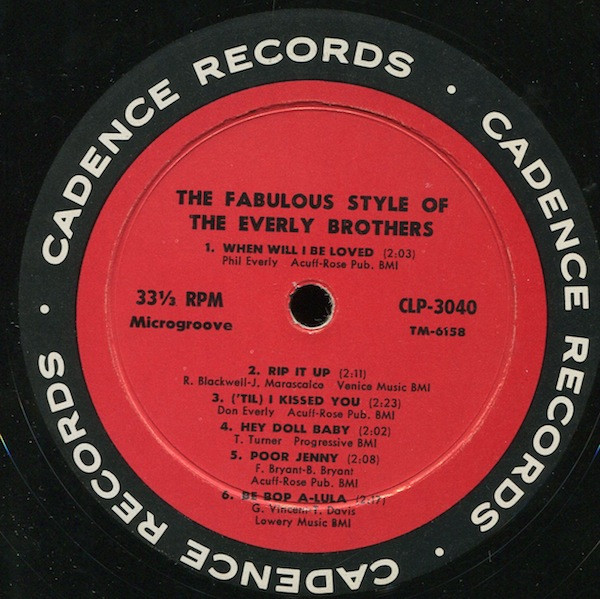 CADENCE RECORDS · CADENCE RECORDS · CADENCE RECORDS ·
THE FABULOUS STYLE OF
THE EVERLY BROTHERS
1. WHEN WILL I BE LOVED (2:03)
Phil Everly Acuff-Rose Pub. BMI
33⅓ RPM
Microgroove
CLP-3040
TM-6158
2. RIP IT UP (2:11)
R. Blackwell-J. Marascalco Venice Music BMI
3. ('TIL) I KISSED YOU (2:23)
Don Everly Acuff-Rose Pub. BMI
4. HEY DOLL BABY (2:02)
T. Turner Progressive BMI
5. POOR JENNY (2:08)
F. Bryant-B. Bryant
Acuff-Rose Pub. BMI
6. BE BOP A-LULA (2:17)
G. Vincent-T. Davis
Lowery Music BMI